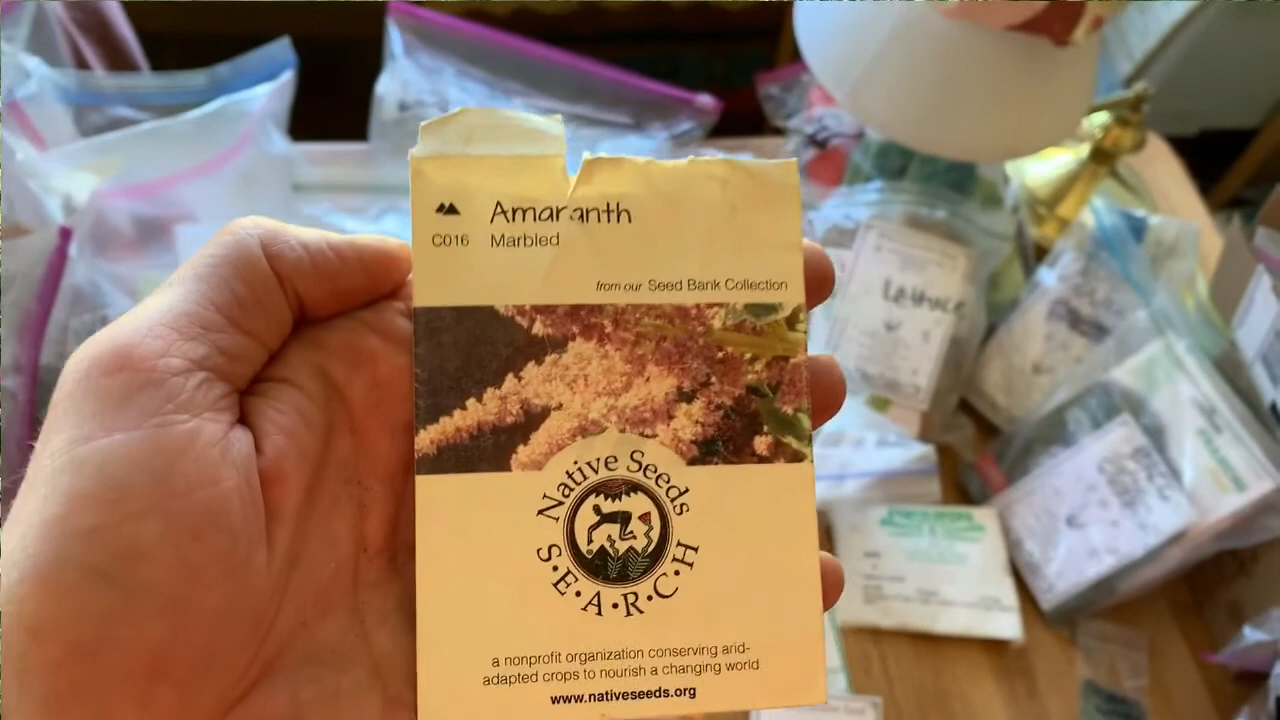 Amaranth
C016 Marbled
from our Seed Bank Collection
Native Seeds
S•E•A•R•C•H
a nonprofit organization conserving arid-
adapted crops to nourish a changing world
www.nativeseeds.org
Lettuce